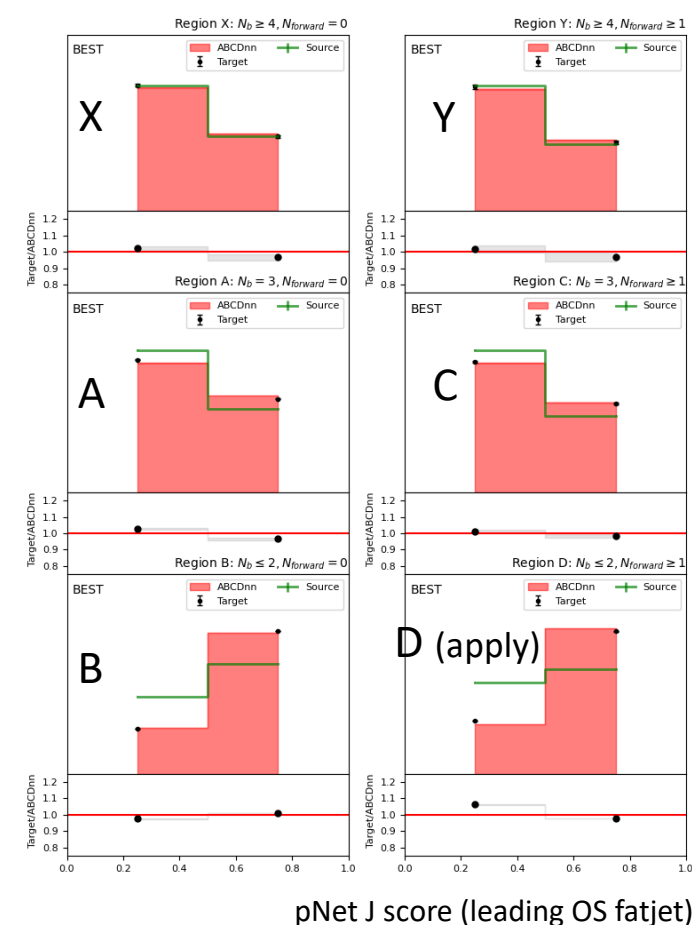 Region X: N_b ≥ 4, N_forward = 0
BEST
ABCDnn
Source
Target
X
Target/ABCDnn
1.2
1.1
1.0
0.9
0.8
Region Y: N_b ≥ 4, N_forward ≥ 1
BEST
ABCDnn
Source
Target
Y
Target/ABCDnn
1.2
1.1
1.0
0.9
0.8
Region A: N_b = 3, N_forward = 0
BEST
ABCDnn
Source
Target
A
Target/ABCDnn
1.2
1.1
1.0
0.9
0.8
Region C: N_b = 3, N_forward ≥ 1
BEST
ABCDnn
Source
Target
C
Target/ABCDnn
1.2
1.1
1.0
0.9
0.8
Region B: N_b ≤ 2, N_forward = 0
BEST
ABCDnn
Source
Target
B
Target/ABCDnn
1.2
1.1
1.0
0.9
0.8
0.0 0.2 0.4 0.6 0.8 1.0
Region D: N_b ≤ 2, N_forward ≥ 1
BEST
ABCDnn
Source
Target
D (apply)
Target/ABCDnn
1.2
1.1
1.0
0.9
0.8
0.0 0.2 0.4 0.6 0.8 1.0
pNet J score (leading OS fatjet)